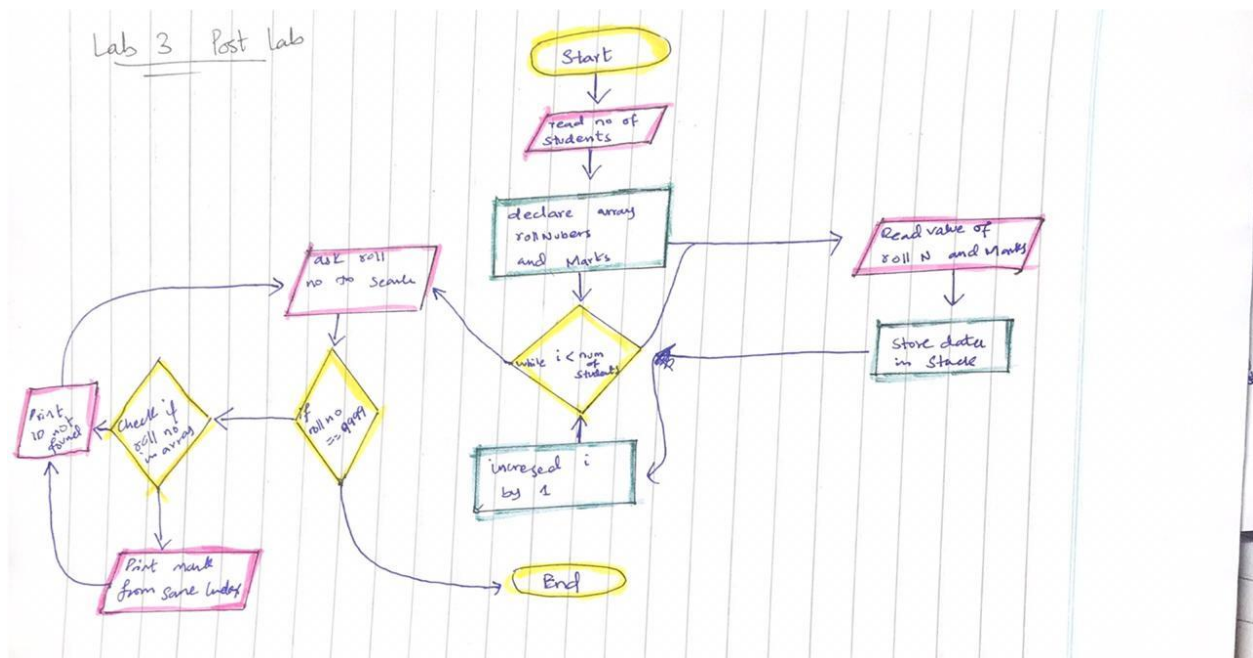 Lab 3 Post lab
Start
read no of
students
declare array
rollNubers
and Marks
Read value of
roll N and Marks
ask roll
no to search
while i < num
of
students
store data
in stack
if
roll no
== 9999
Check if
roll no
in array
Print
ID not
found
incresed i
by 1
Print mark
from same Index
End